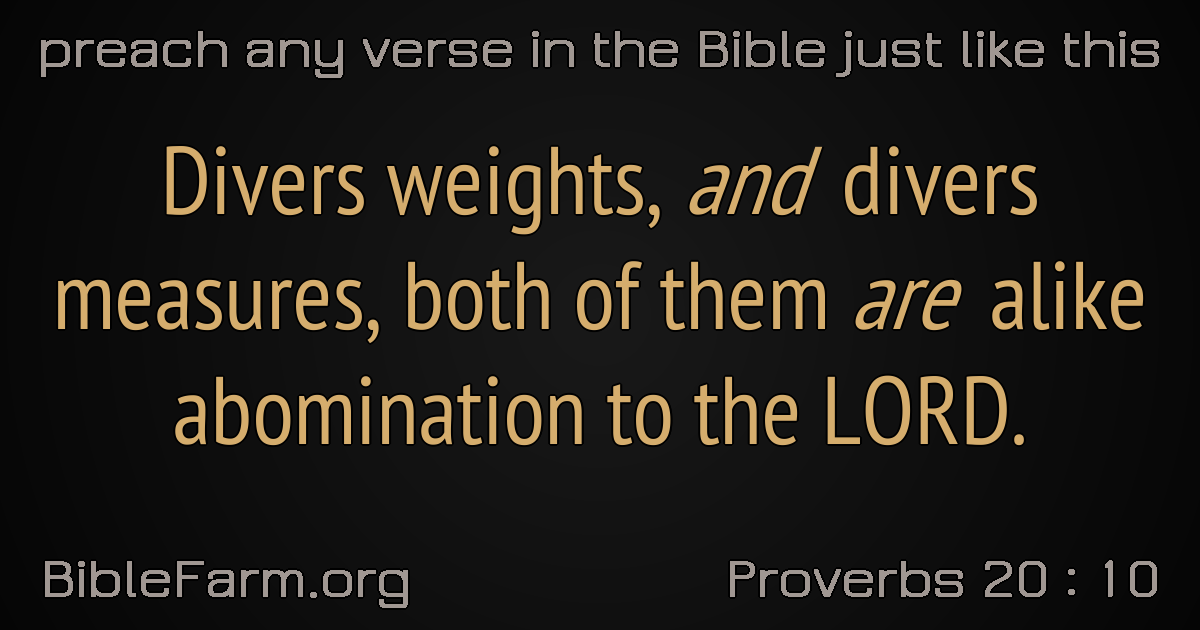 preach any verse in the Bible just like this
Divers weights, and divers
measures, both of them are alike
abomination to the LORD.
BibleFarm.org
Proverbs 20 : 10